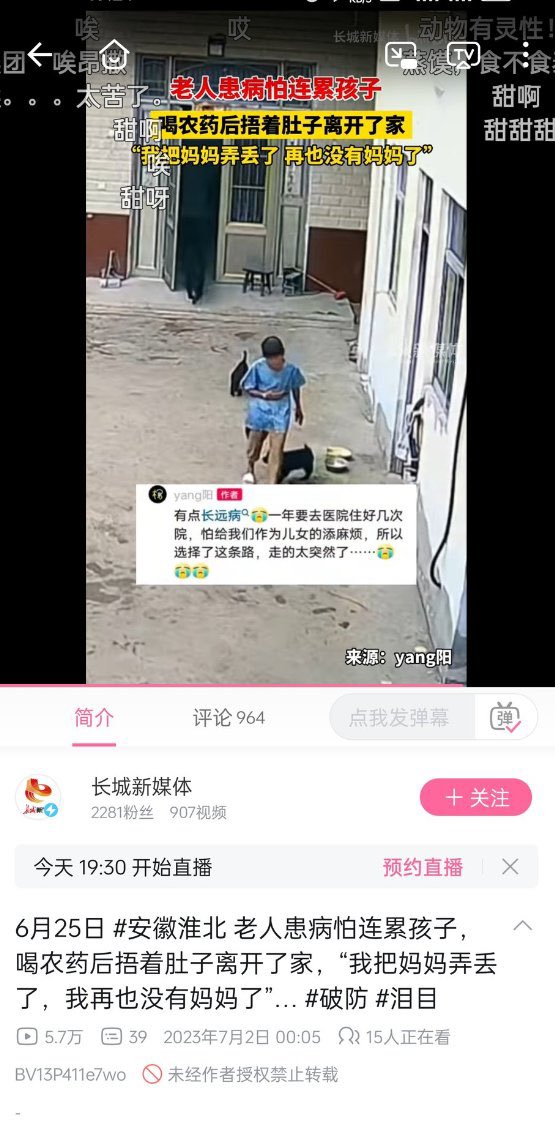 唉
哎
长城新媒体
动物有灵性!
团
唉昂撒
蒸馍，食不食
。。。太苦了。
甜啊
老人患病怕连累孩子
甜啊
喝农药后捂着肚子离开了家
甜甜甜
“我把妈妈弄丢了 再也没有妈妈了”
唉
甜呀
yang阳 作者
有点长远病😭一年要去医院住好几次
院，怕给我们作为儿女的添麻烦，所以
选择了这条路，走的太突然了……😭
😭😭
来源：yang阳
简介
评论 964
点我发弹幕
弹
长城新媒体
2281粉丝 907视频
＋ 关注
今天 19:30 开始直播
预约直播
6月25日 #安徽淮北 老人患病怕连累孩子，
喝农药后捂着肚子离开了家，“我把妈妈弄丢
了，我再也没有妈妈了”... #破防 #泪目
5.7万 39 2023年7月2日 00:05 15人正在看
BV13P411e7wo 未经作者授权禁止转载
-